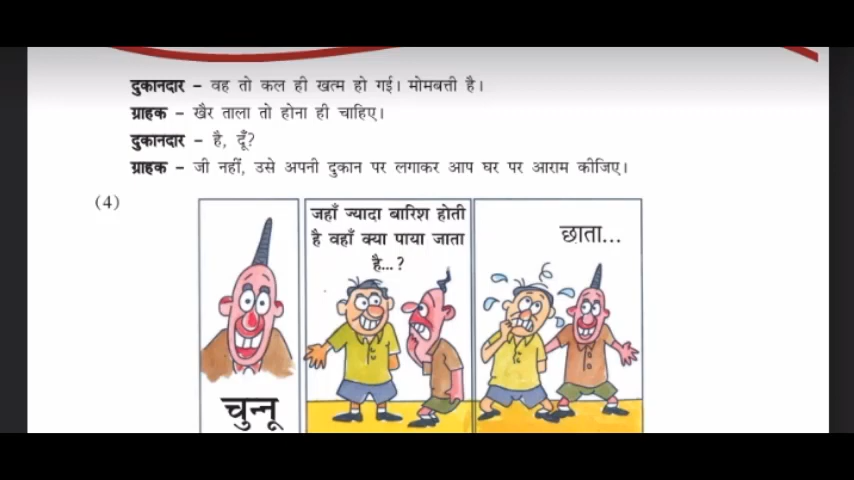 दुकानदार – वह तो कल ही खत्म हो गई। मोमबत्ती है।
ग्राहक – खैर ताला तो होना ही चाहिए।
दुकानदार – है, दूँ?
ग्राहक – जी नहीं, उसे अपनी दुकान पर लगाकर आप घर पर आराम कीजिए।
(4)
चुन्नू
जहाँ ज्यादा बारिश होती
है वहाँ क्या पाया जाता
है...?
छाता...